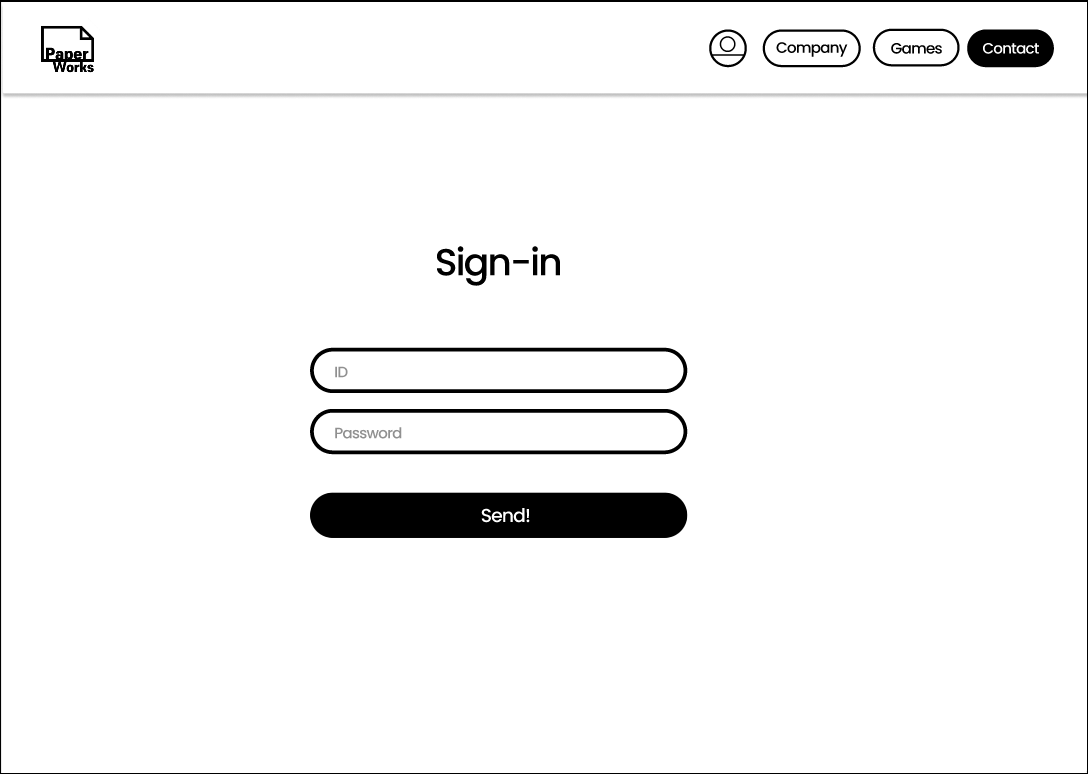 Paper
Works
Company
Games
Contact
Sign-in
ID
Password
Send!